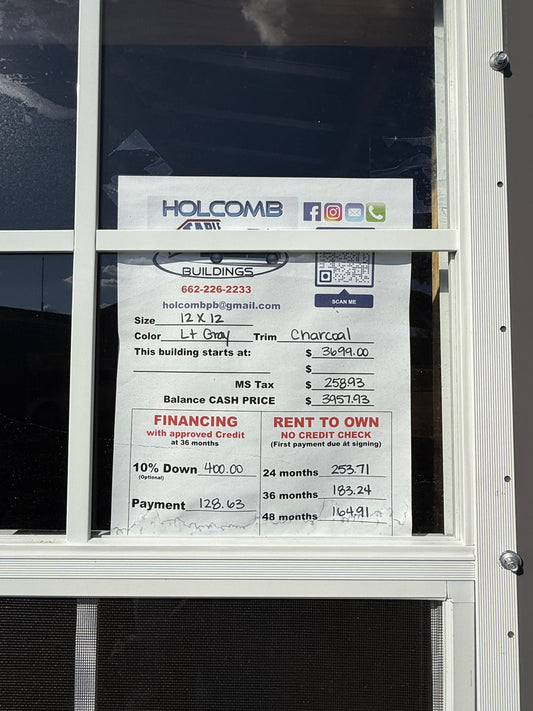 HOLCOMB
BUILDINGS
662-226-2233
holcombpb@gmail.com
SCAN ME
Size 12 X 12
Color Lt Gray Trim Charcoal
This building starts at: $ 3699.00
$
MS Tax $ 258.93
Balance CASH PRICE $ 3957.93
FINANCING
with approved Credit
at 36 months
10% Down 400.00
(Optional)
Payment 128.63
RENT TO OWN
NO CREDIT CHECK
(First payment due at signing)
24 months 253.71
36 months 183.24
48 months 164.91